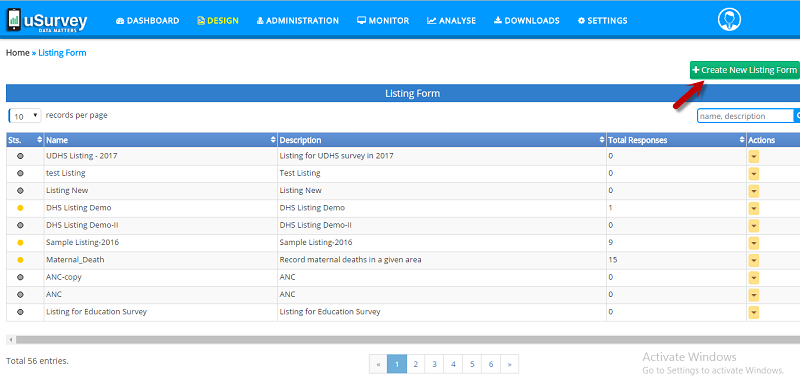 uSurvey
DATA MATTERS
DASHBOARD DESIGN ADMINISTRATION MONITOR ANALYSE DOWNLOADS SETTINGS
Home » Listing Form
+ Create New Listing Form
Listing Form
10 records per page name, description
Sts. Name Description Total Responses Actions
UDHS Listing - 2017 Listing for UDHS survey in 2017 0
test Listing Test Listing 0
Listing New Listing New 0
DHS Listing Demo DHS Listing Demo 1
DHS Listing Demo-II DHS Listing Demo-II 0
Sample Listing-2016 Sample Listing-2016 9
Maternal_Death Record maternal deaths in a given area 15
ANC-copy ANC 0
ANC ANC 0
Listing for Education Survey Listing for Education Survey 0
Total 56 entries. « 1 2 3 4 5 6 »
Activate Windows
Go to Settings to activate Windows.